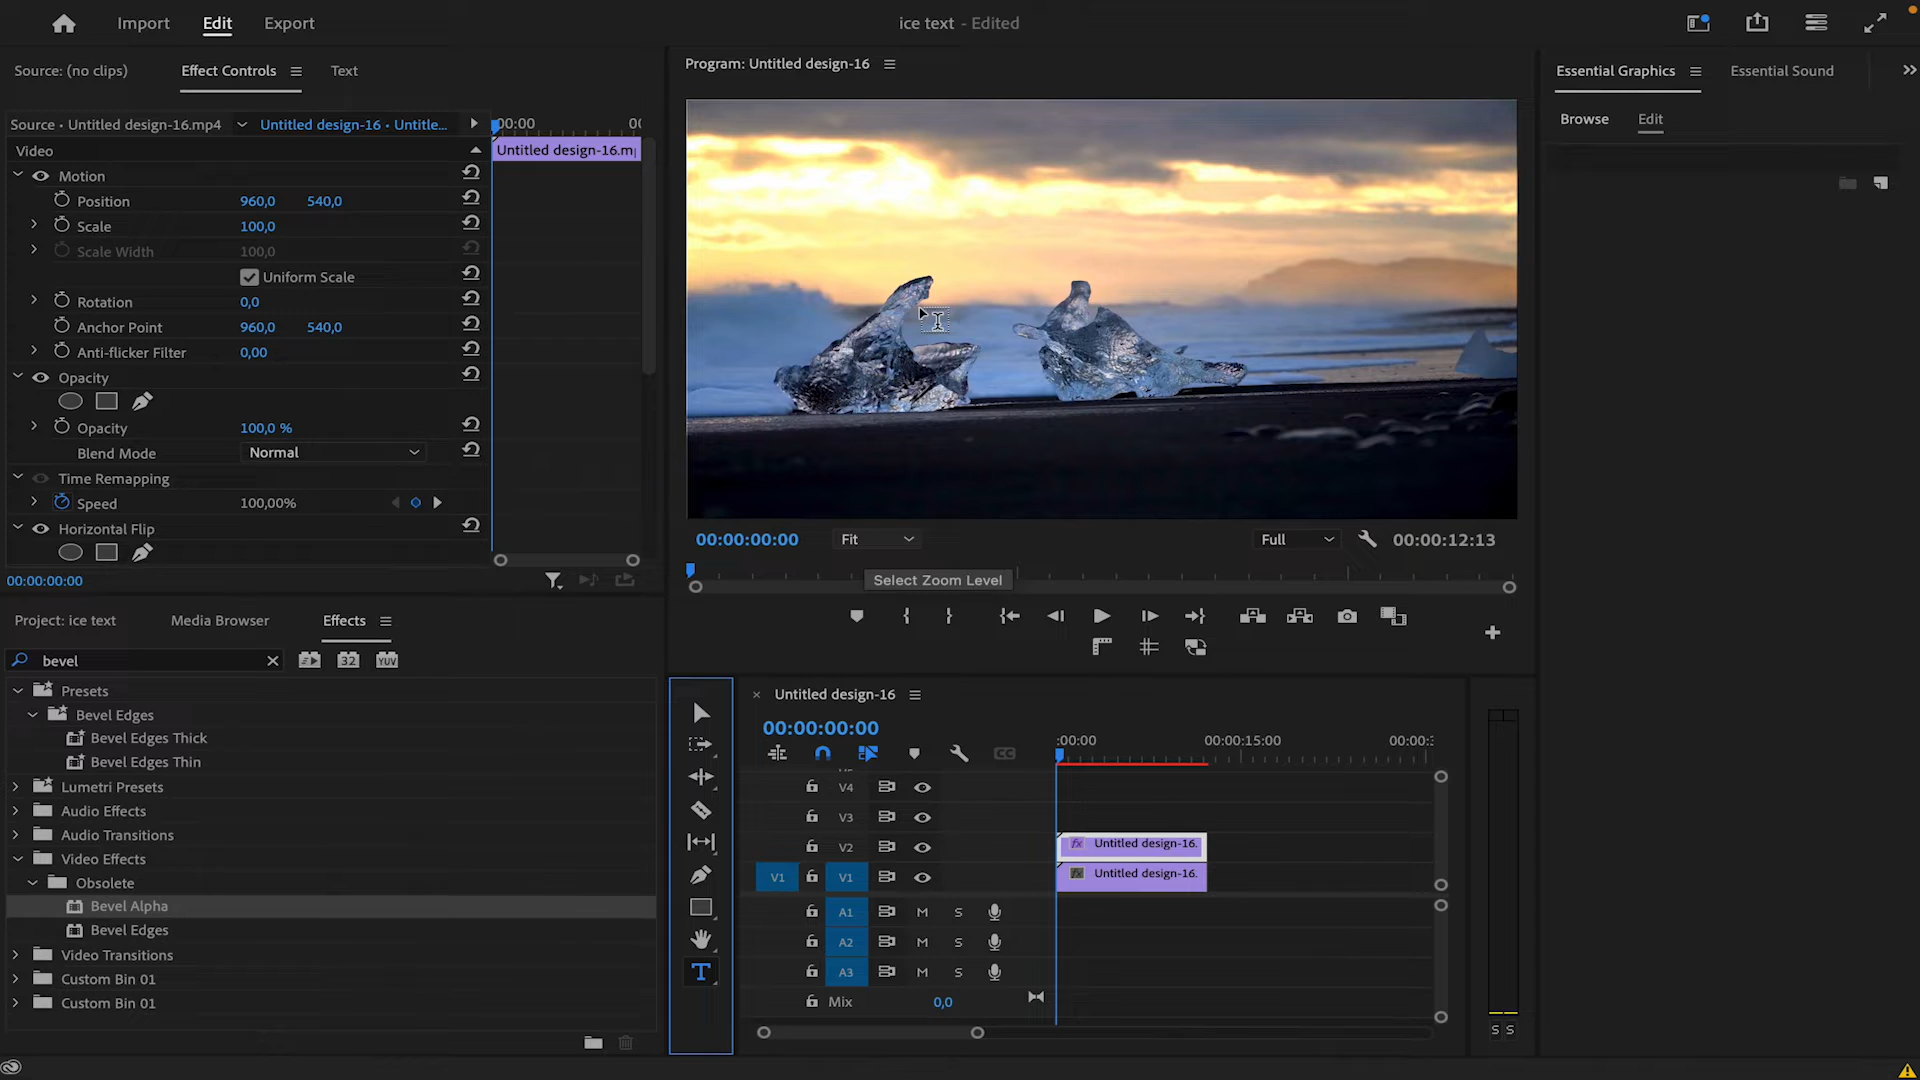 Import
Edit
Export
ice text - Edited
Source: (no clips)
Effect Controls
Text
Program: Untitled design-16
Essential Graphics
Essential Sound
Browse
Edit
Source • Untitled design-16.mp4
Untitled design-16 • Untitle...
:00:00
Video
Untitled design-16.m
Motion
Position
960,0
540,0
Scale
100,0
Scale Width
100,0
Uniform Scale
Rotation
0,0
Anchor Point
960,0
540,0
Anti-flicker Filter
0,00
Opacity
Opacity
100,0 %
Blend Mode
Normal
Time Remapping
Speed
100,00%
Horizontal Flip
00:00:00:00
00:00:00:00
Fit
Full
00:00:12:13
Select Zoom Level
Project: ice text
Media Browser
Effects
bevel
32
YUV
Presets
Bevel Edges
Bevel Edges Thick
Bevel Edges Thin
Lumetri Presets
Audio Effects
Audio Transitions
Video Effects
Obsolete
Bevel Alpha
Bevel Edges
Video Transitions
Custom Bin 01
Custom Bin 01
Untitled design-16
00:00:00:00
CC
:00:00
00:00:15:00
V4
V3
V2
fx Untitled design-16.
V1
V1
fx Untitled design-16.
A1
M
S
A2
M
S
A3
M
S
Mix
0,0
S S